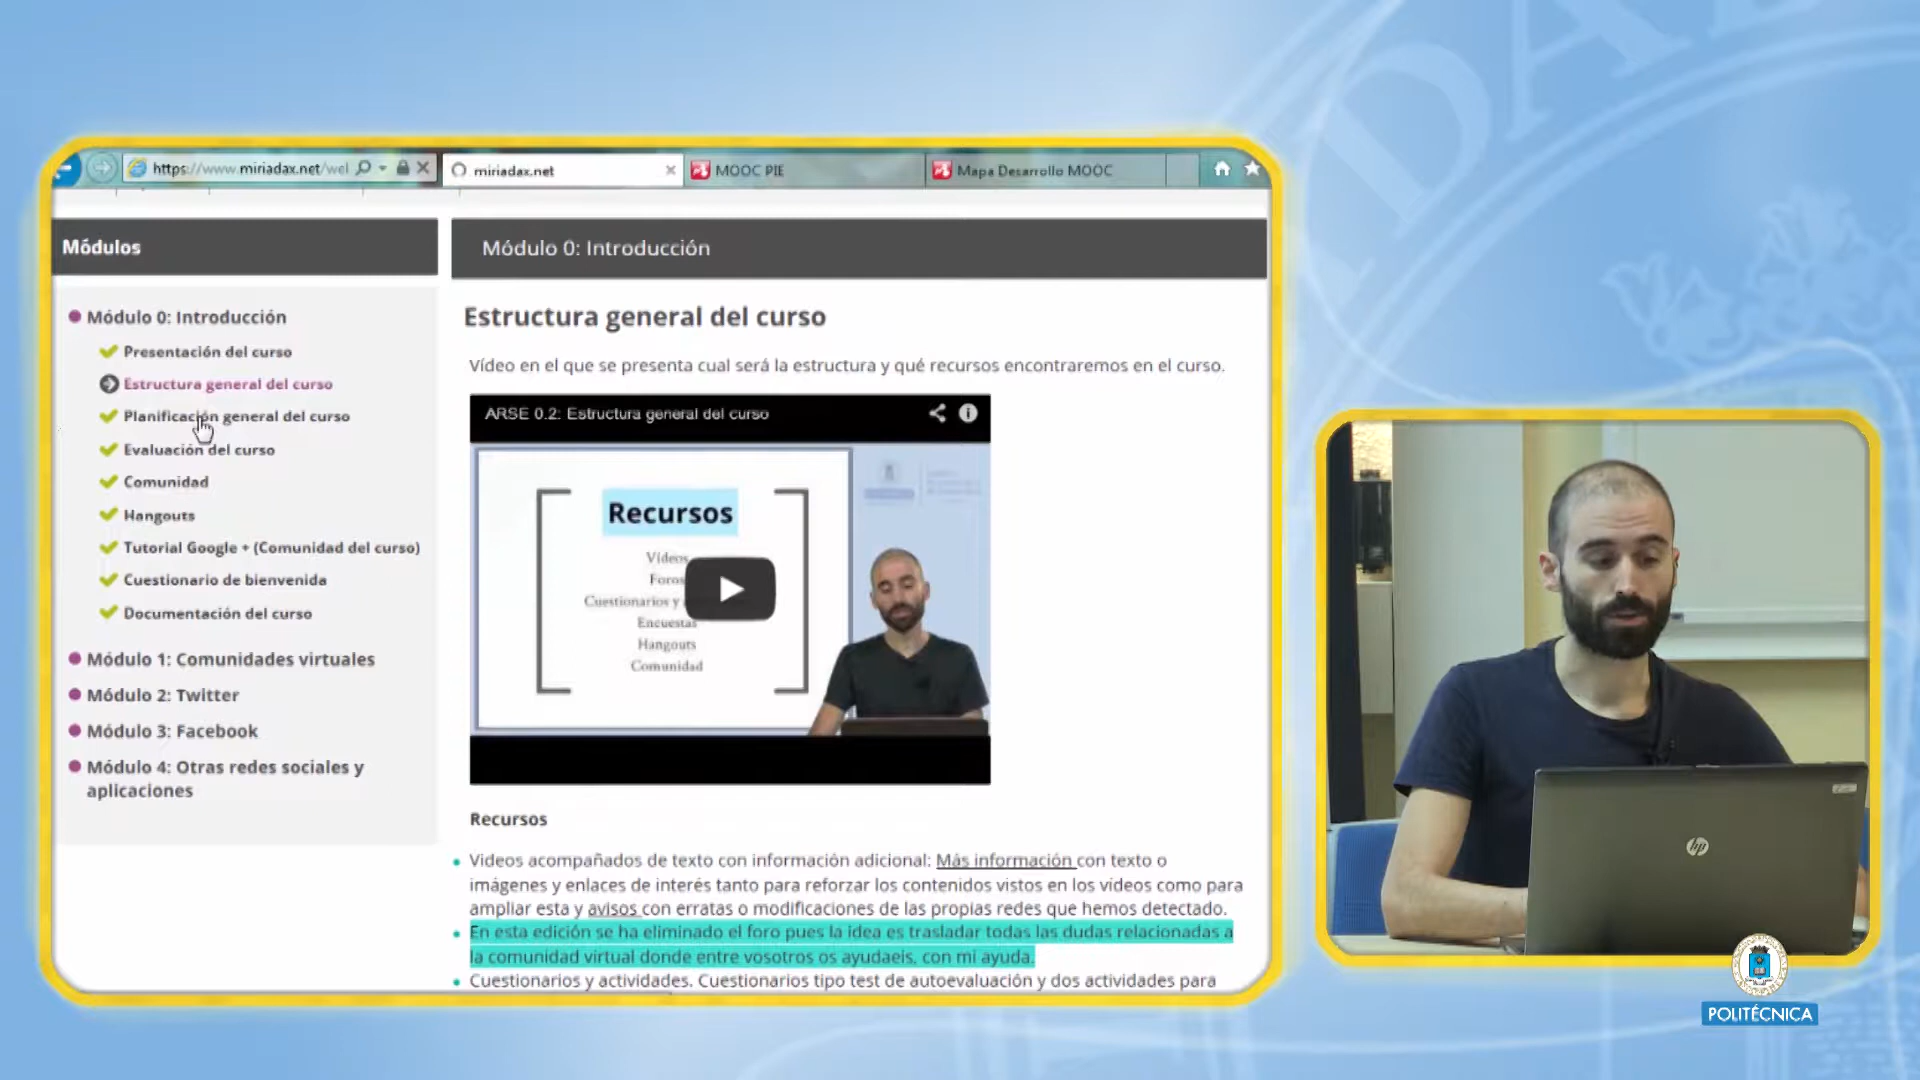 https://www.miriadax.net/wel
miriadax.net
MOOC PIE
Mapa Desarrollo MOOC
Módulos
Módulo 0: Introducción
Presentación del curso
Estructura general del curso
Planificación general del curso
Evaluación del curso
Comunidad
Hangouts
Tutorial Google + (Comunidad del curso)
Cuestionario de bienvenida
Documentación del curso
Módulo 1: Comunidades virtuales
Módulo 2: Twitter
Módulo 3: Facebook
Módulo 4: Otras redes sociales y
aplicaciones
Módulo 0: Introducción
Estructura general del curso
Vídeo en el que se presenta cual será la estructura y qué recursos encontraremos en el curso.
ARSE 0.2: Estructura general del curso
Recursos
Vídeos
Foros
Cuestionarios y
Encuestas
Hangouts
Comunidad
Recursos
Videos acompañados de texto con información adicional: Más información con texto o
imágenes y enlaces de interés tanto para reforzar los contenidos vistos en los vídeos como para
ampliar esta y avisos con erratas o modificaciones de las propias redes que hemos detectado.
En esta edición se ha eliminado el foro pues la idea es trasladar todas las dudas relacionadas a
la comunidad virtual donde entre vosotros os ayudaeis, con mi ayuda.
Cuestionarios y actividades. Cuestionarios tipo test de autoevaluación y dos actividades para
hp
POLITÉCNICA